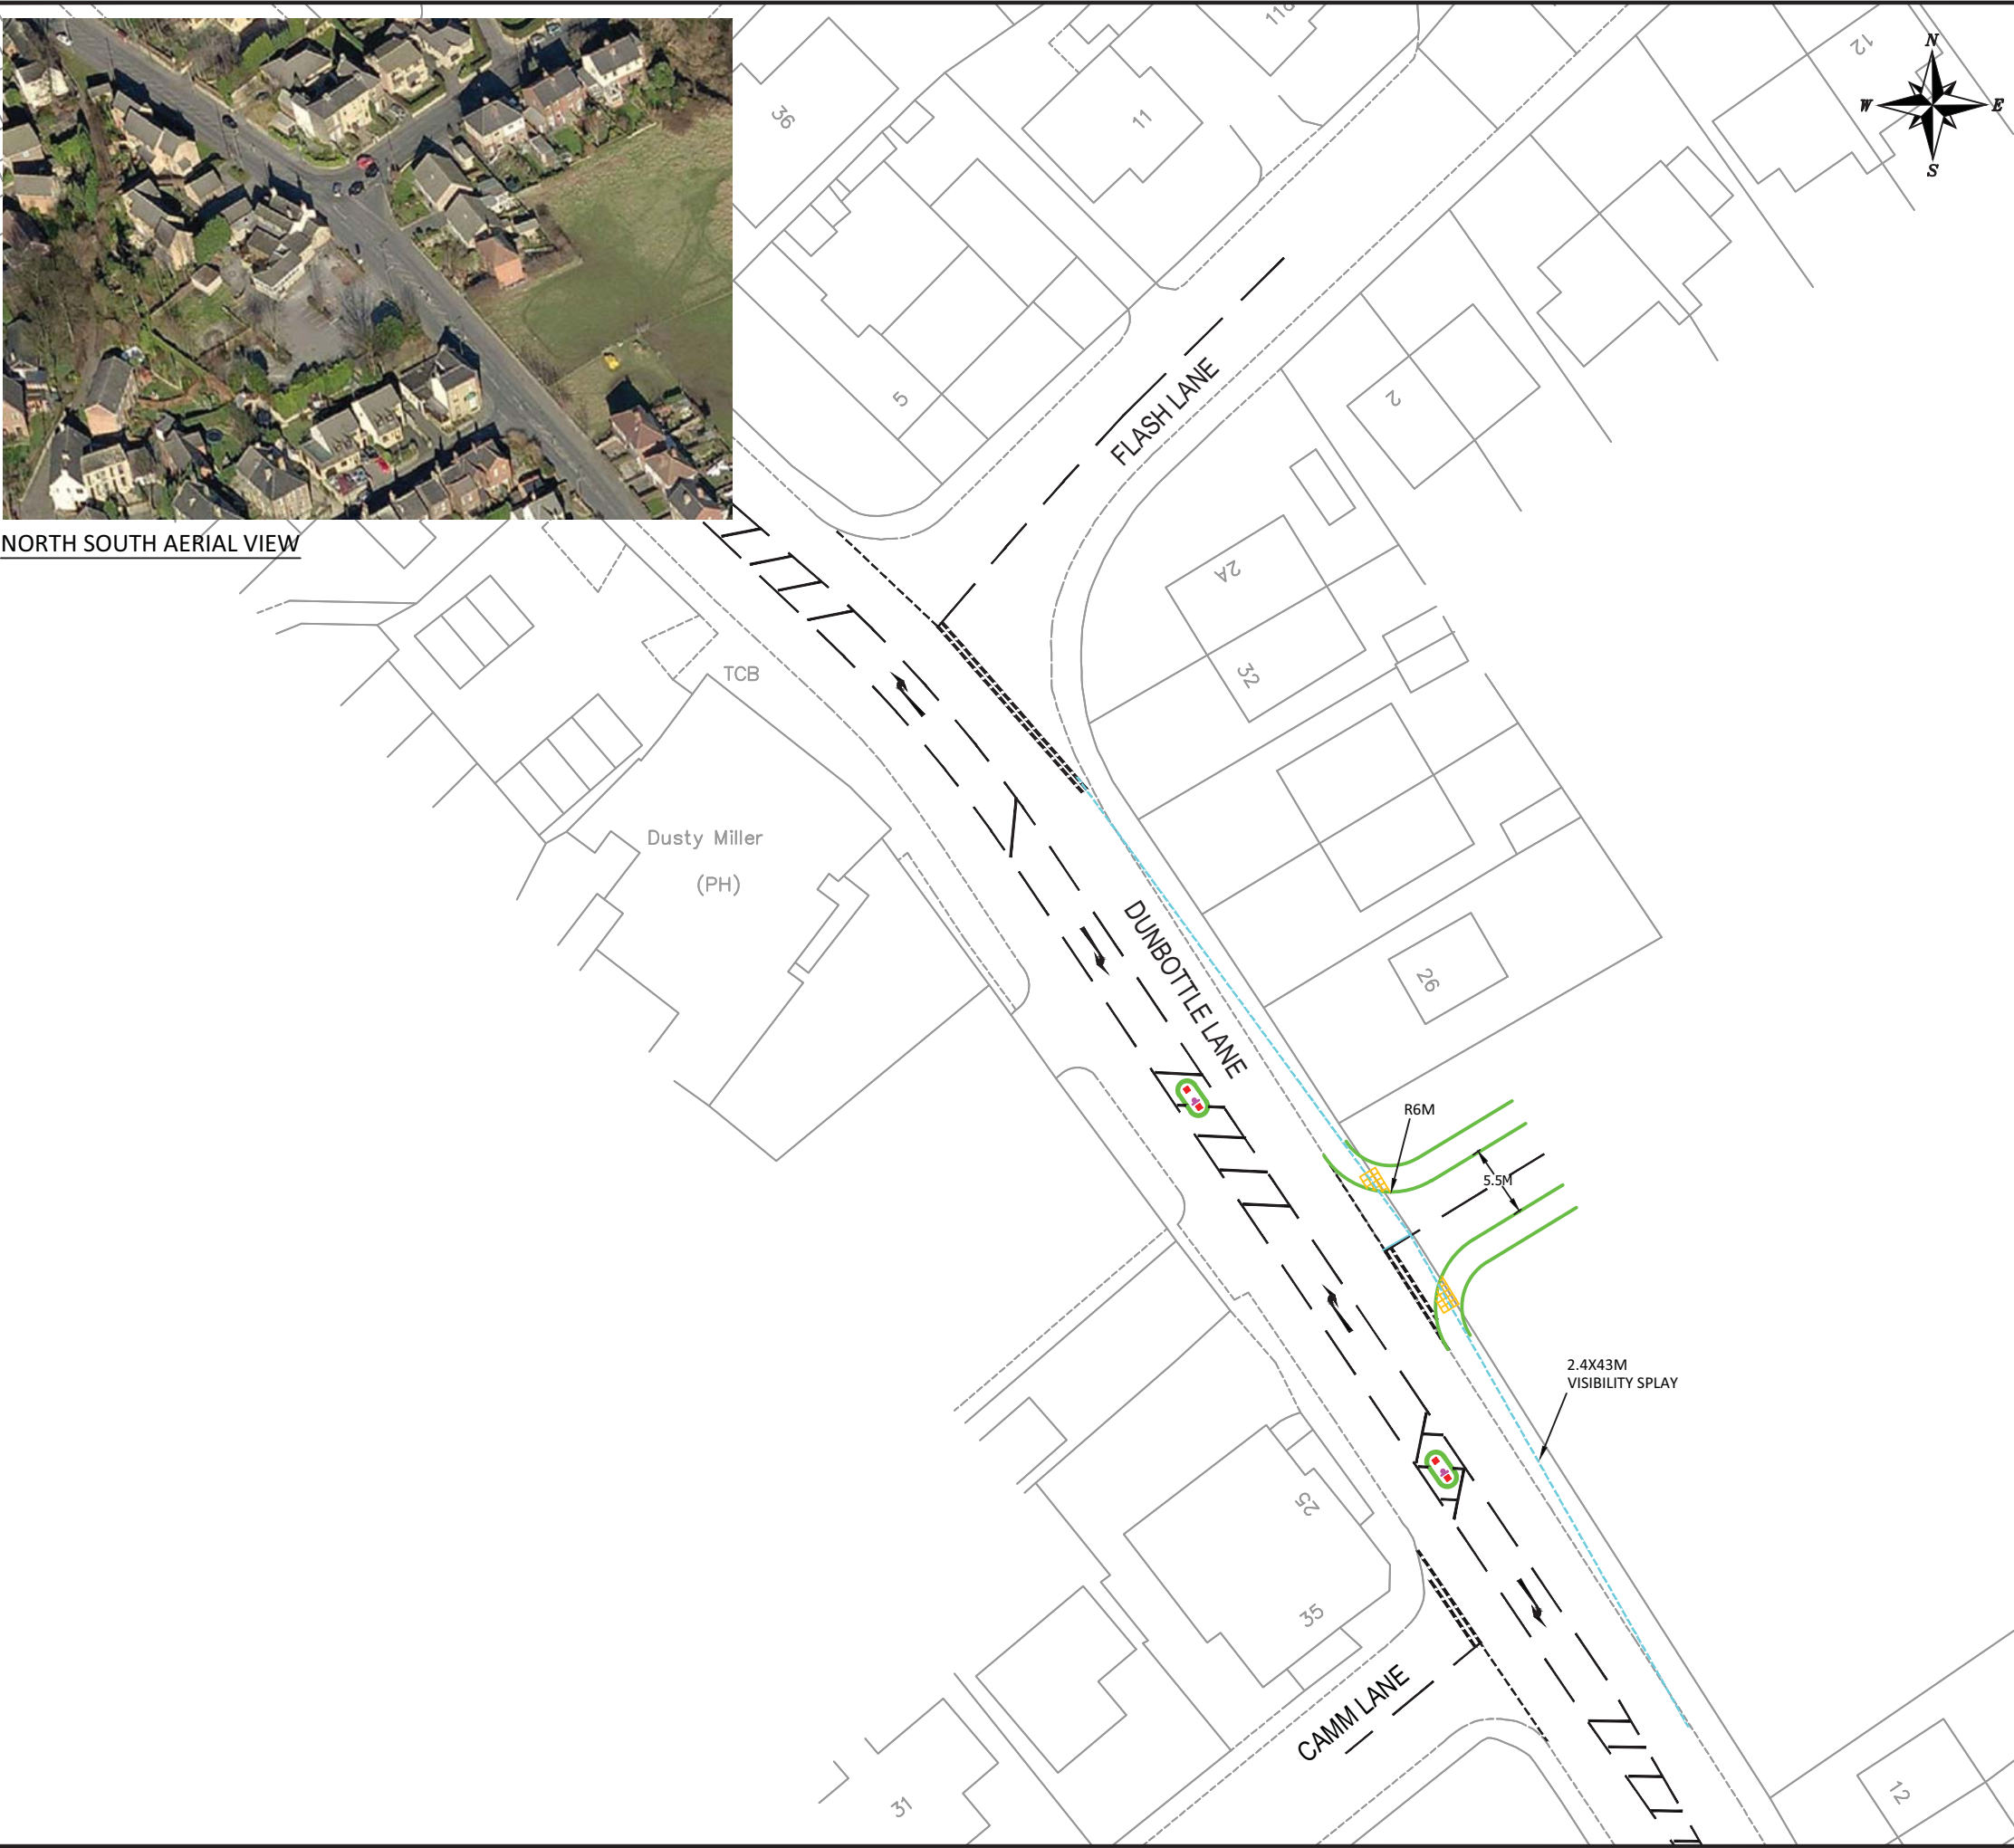 11a
12
N
W
E
S
36
11
5
FLASH LANE
2
NORTH SOUTH AERIAL VIEW
2A
32
TCB
Dusty Miller
(PH)
DUNBOTTLE LANE
26
R6M
5.5M
2.4X43M
VISIBILITY SPLAY
25
35
CAMM LANE
31
12